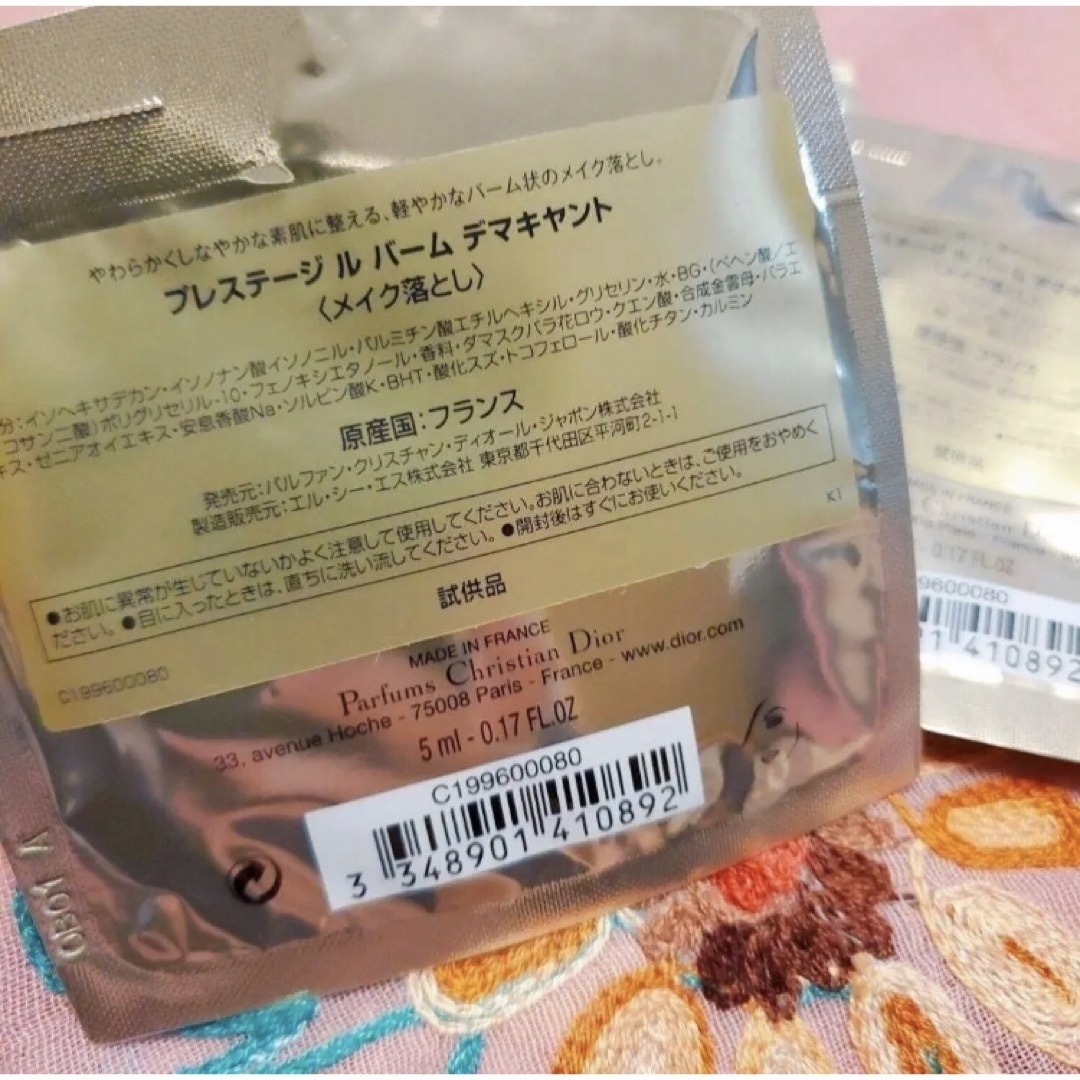 やわらかくしなやかな素肌に整える、軽やかなバーム状のメイク落とし。
プレステージ ル バーム デマキヤント
〈メイク落とし〉
分:イソヘキサデカン・イソノナン酸イソノニル・パルミチン酸エチルヘキシル・グリセリン・水・BG・(ベヘン酸/エ
コサン二酸)ポリグリセリル-10・フェノキシエタノール・香料・ダマスクバラ花ロウ・クエン酸・合成金雲母・バラエ
キス・ゼニアオイエキス・安息香酸Na・ソルビン酸K・BHT・酸化スズ・トコフェロール・酸化チタン・カルミン
原産国:フランス
発売元:パルファン・クリスチャン・ディオール・ジャポン株式会社
製造販売元:エル・シー・エス株式会社 東京都千代田区平河町2-1-1
●お肌に異常が生じていないかよく注意して使用してください。お肌に合わないときは、ご使用をおやめく
ださい。●目に入ったときは、直ちに洗い流してください。●開封後はすぐにお使いください。
K1
試供品
C199600080
MADE IN FRANCE
Parfums Christian Dior
33, avenue Hoche - 75008 Paris - France - www.dior.com
5 ml - 0.17 FL.OZ
C199600080
3 348901 410892
レステージ ル バーム デマ
試供品
MADE IN FRANCE
Christian
- 0.17 FL.OZ
99600080
1 410892